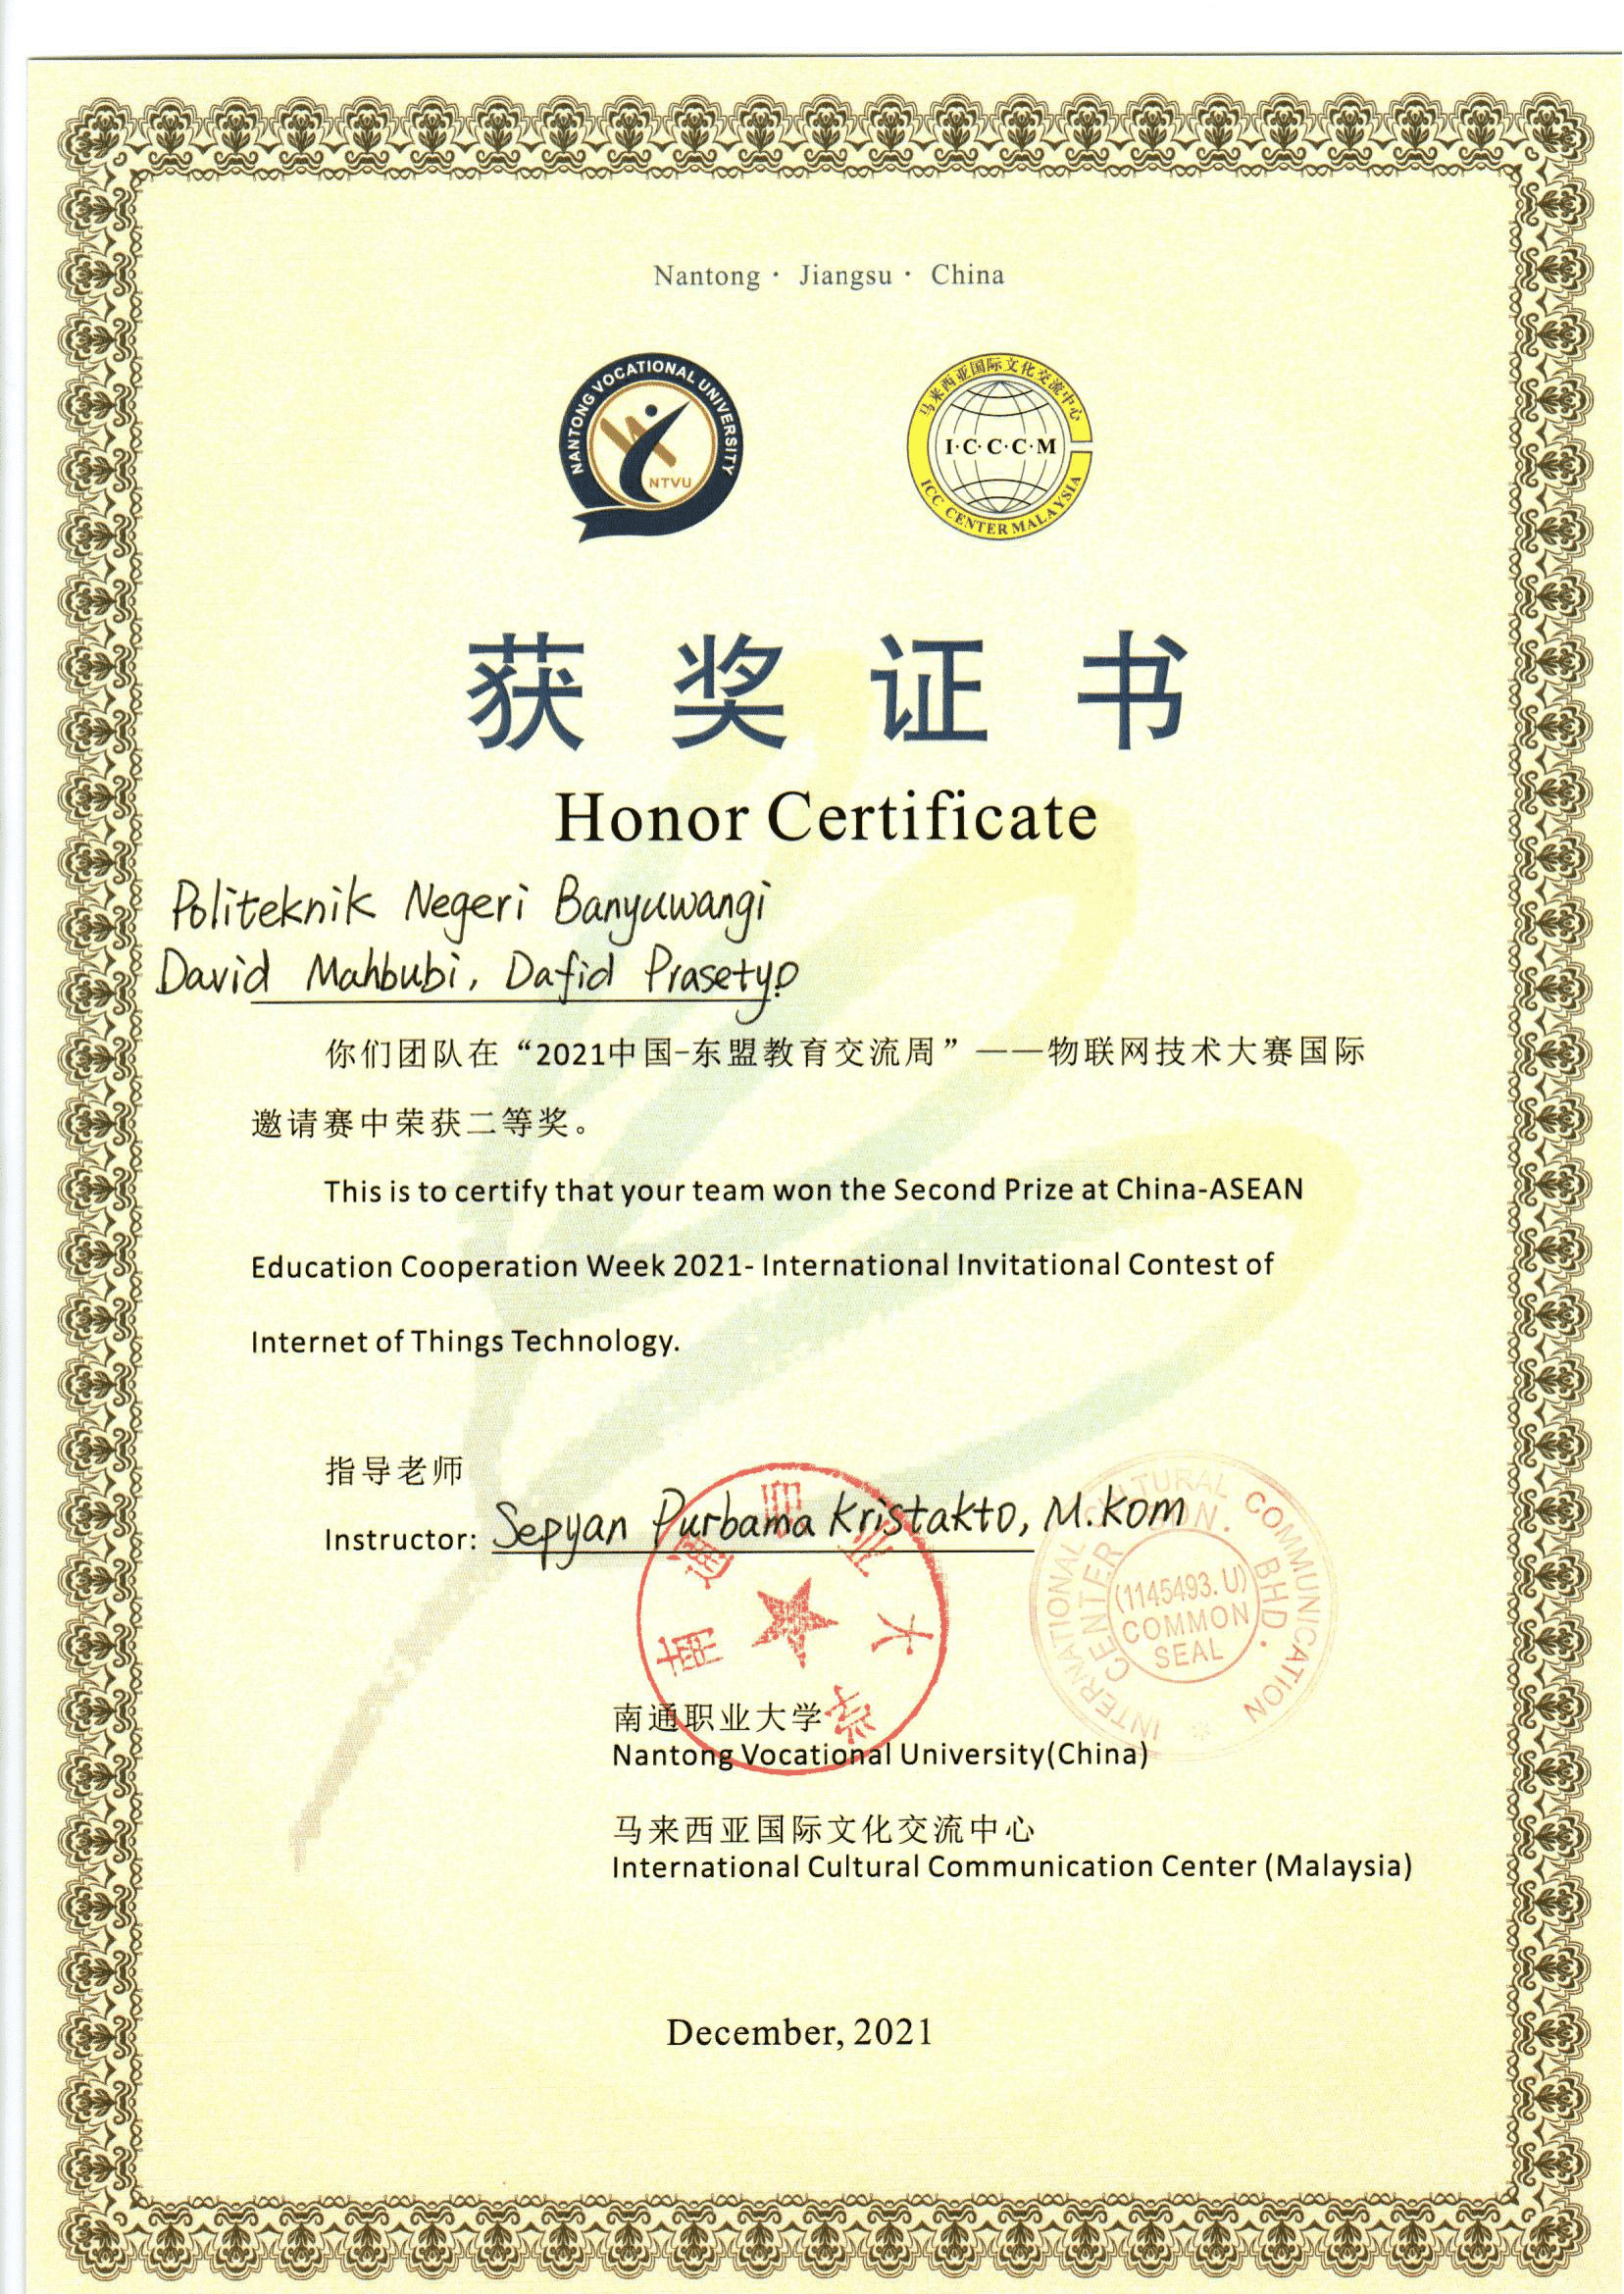 Nantong · Jiangsu · China
NANTONG VOCATIONAL UNIVERSITY
NTVU
马来西亚国际文化交流中心
I·C·C·C·M
ICC CENTER MALAYSIA
获奖证书
Honor Certificate
Politeknik Negeri Banyuwangi
David Mahbubi, Dafid Prasetyo
你们团队在“2021中国-东盟教育交流周”——物联网技术大赛国际
邀请赛中荣获二等奖。
This is to certify that your team won the Second Prize at China-ASEAN
Education Cooperation Week 2021- International Invitational Contest of
Internet of Things Technology.
指导老师
Instructor: Sepyan Purbama Kristakto, M.Kom
南通职业大学
INTERNATIONAL CULTURAL COMMUNICATION
CENTER SDN. BHD.
(1145493.U)
COMMON
SEAL
南通职业大学
Nantong Vocational University(China)
马来西亚国际文化交流中心
International Cultural Communication Center (Malaysia)
December, 2021